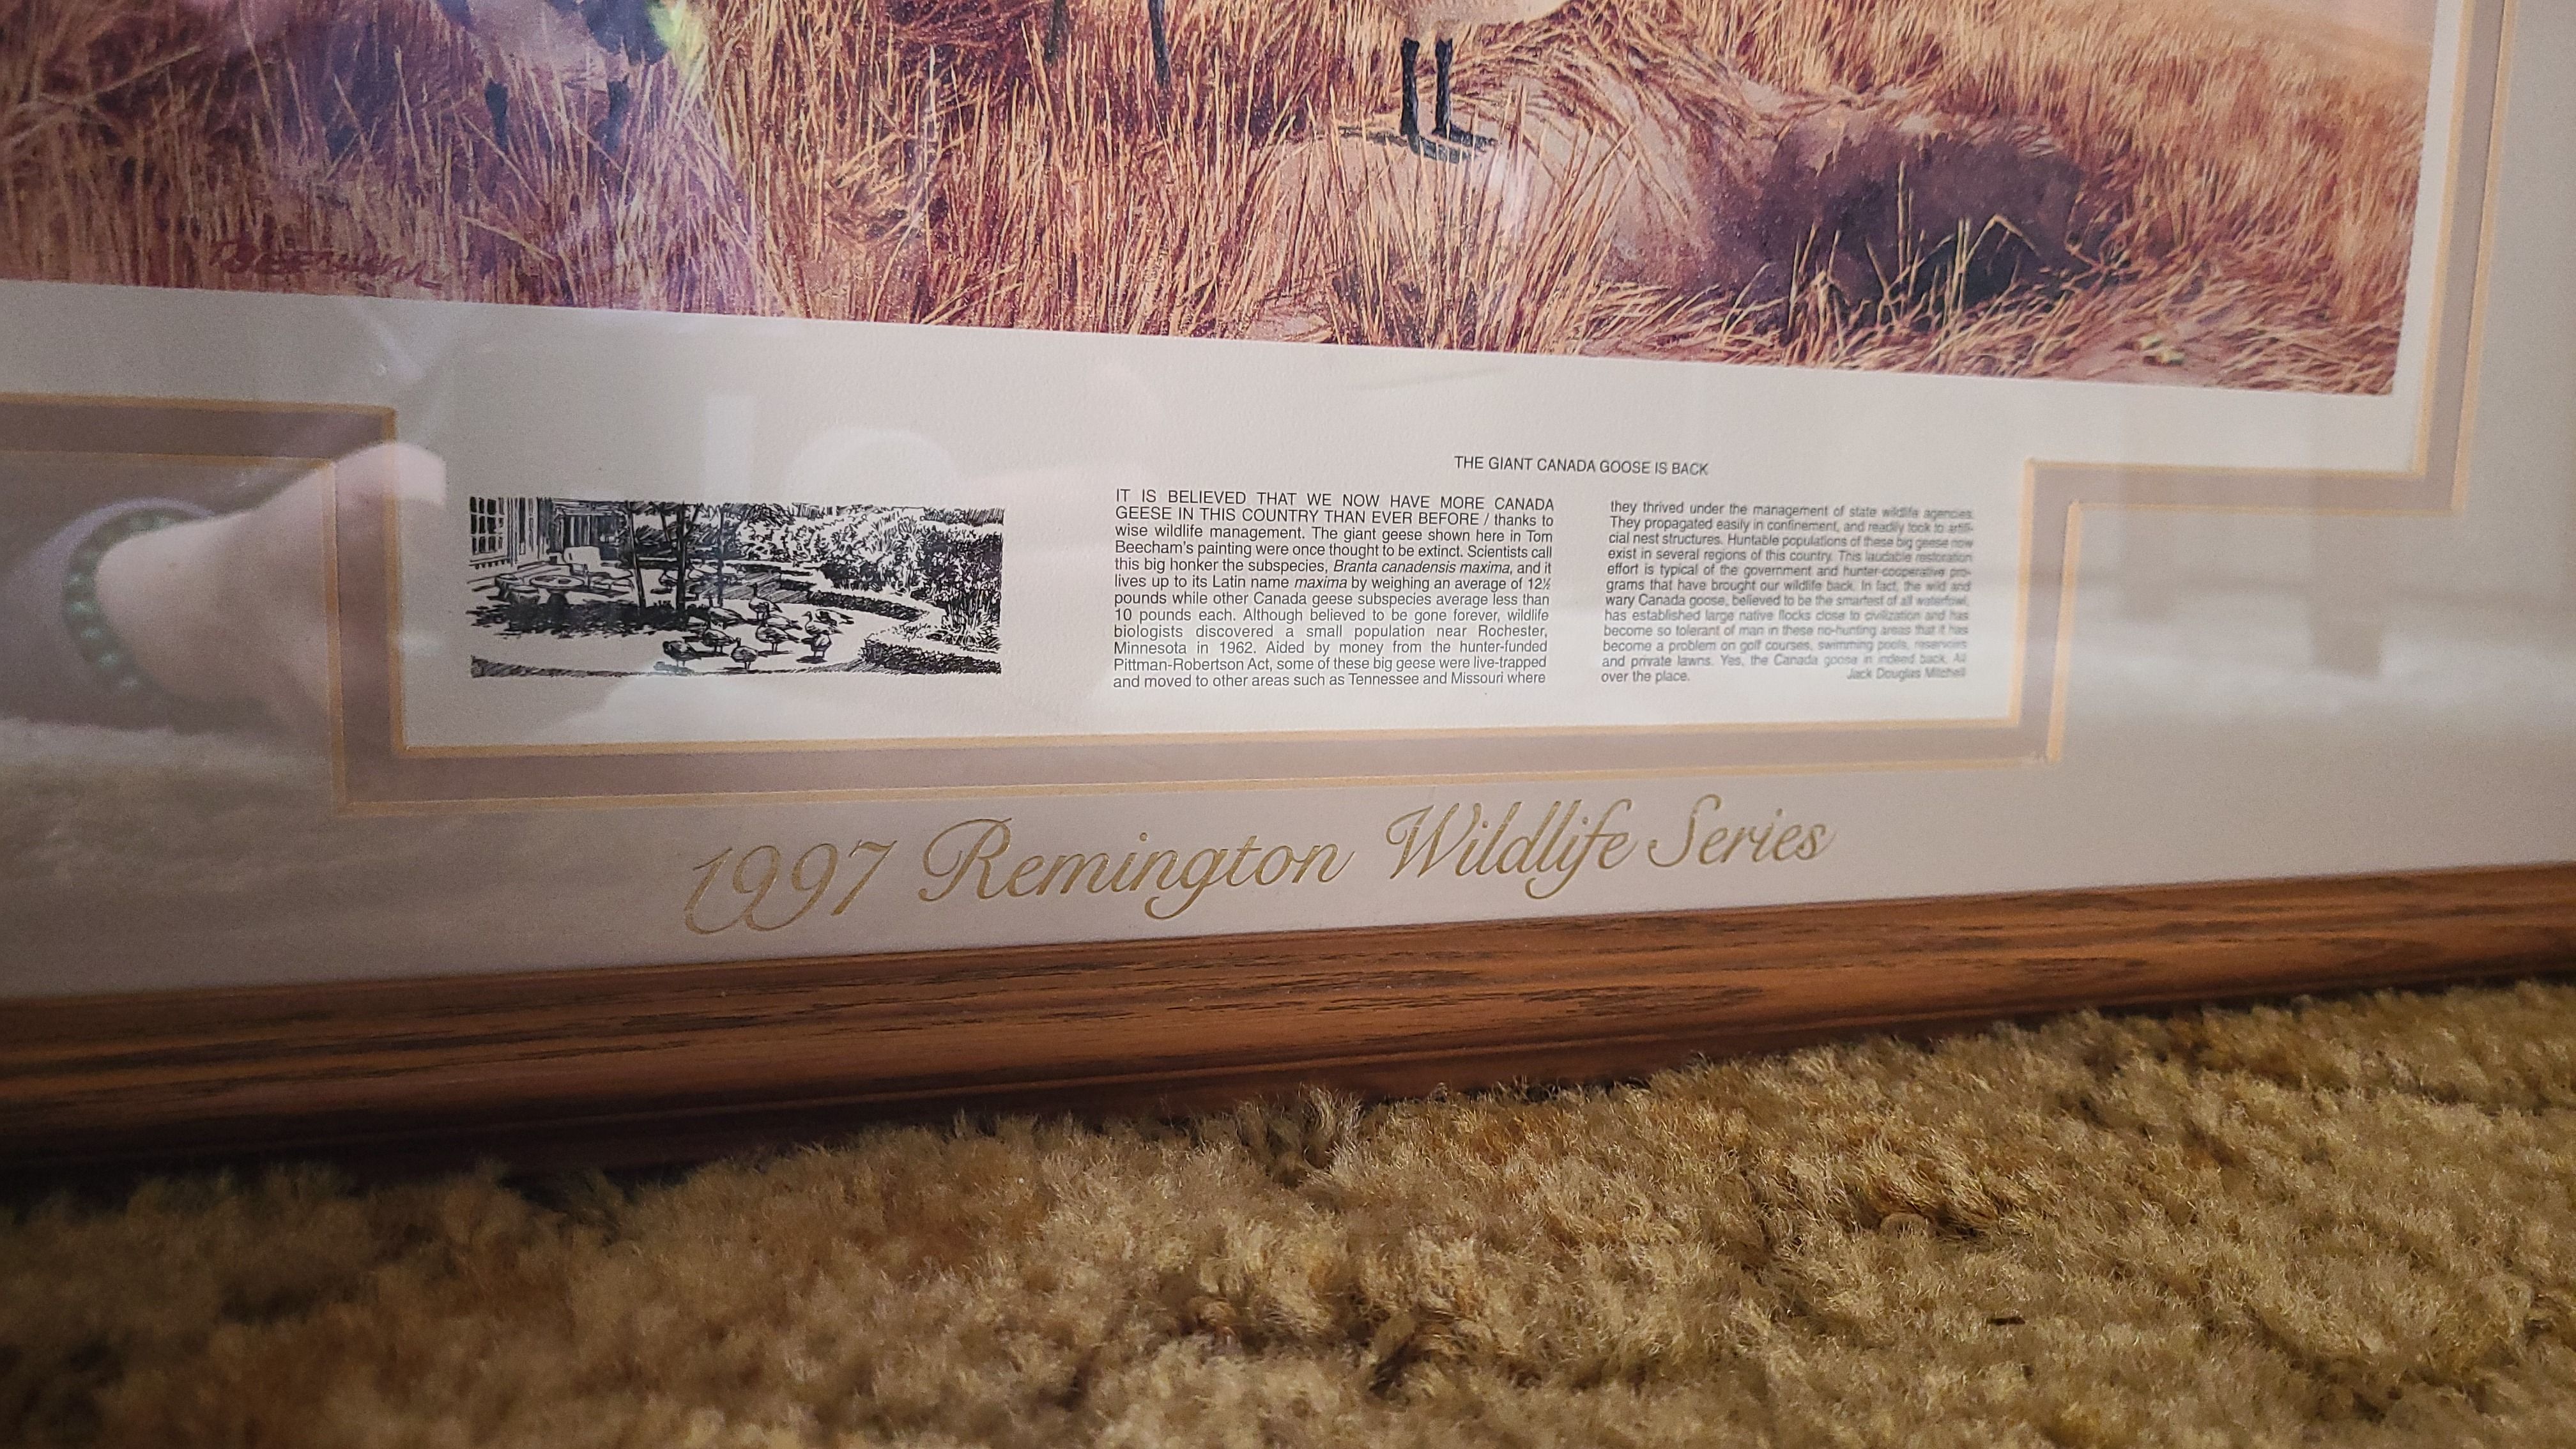 Beecham
THE GIANT CANADA GOOSE IS BACK
IT IS BELIEVED THAT WE NOW HAVE MORE CANADA
GEESE IN THIS COUNTRY THAN EVER BEFORE / thanks to
wise wildlife management. The giant geese shown here in Tom
Beecham's painting were once thought to be extinct. Scientists call
this big honker the subspecies, Branta canadensis maxima, and it
lives up to its Latin name maxima by weighing an average of 12½
pounds while other Canada geese subspecies average less than
10 pounds each. Although believed to be gone forever, wildlife
biologists discovered a small population near Rochester,
Minnesota in 1962. Aided by money from the hunter-funded
Pittman-Robertson Act, some of these big geese were live-trapped
and moved to other areas such as Tennessee and Missouri where
they thrived under the management of state wildlife agencies.
They propagated easily in confinement, and readily took to artifi-
cial nest structures. Huntable populations of these big geese now
exist in several regions of this country. This laudable restoration
effort is typical of the government and hunter-cooperative pro-
grams that have brought our wildlife back. In fact, the wild and
wary Canada goose, believed to be the smartest of all waterfowl,
has established large native flocks close to civilization and has
become so tolerant of man in these no-hunting areas that it has
become a problem on golf courses, swimming pools, reservoirs
and private lawns. Yes, the Canada goose in indeed back. All
over the place.
Jack Douglas Mitchell
1997 Remington Wildlife Series